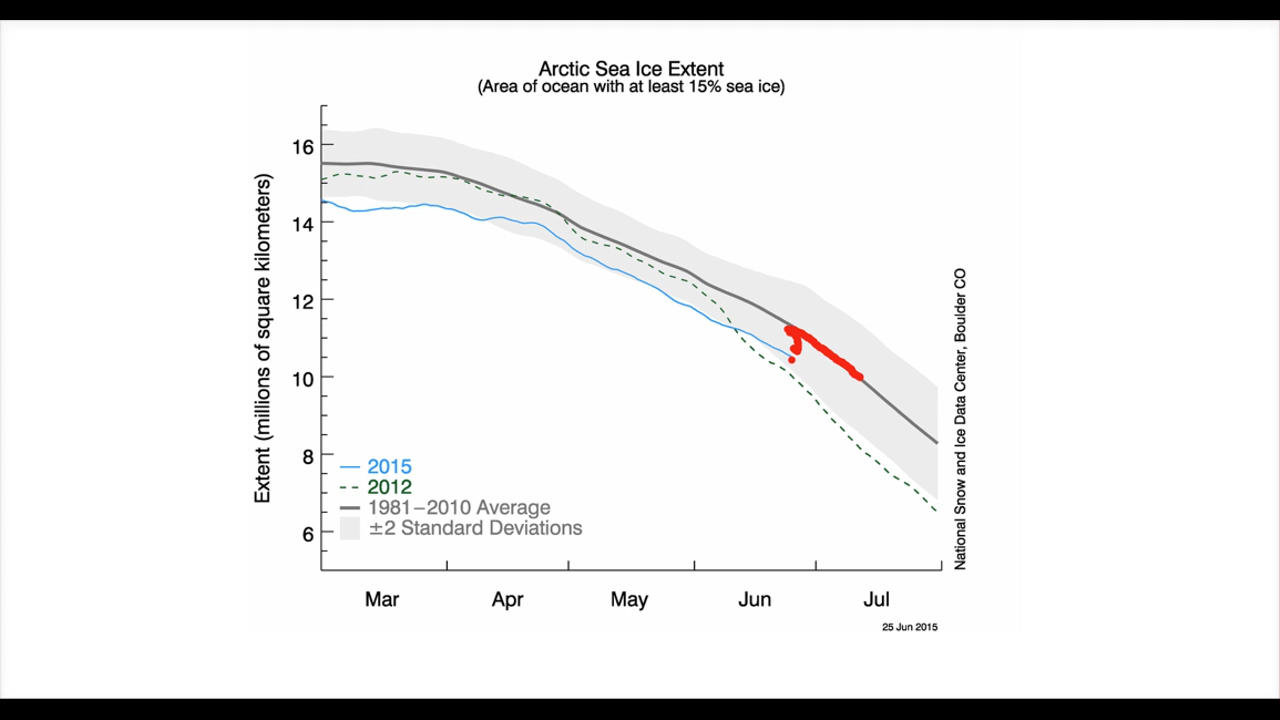 Arctic Sea Ice Extent
(Area of ocean with at least 15% sea ice)
Extent (millions of square kilometers)
16
14
12
10
8
6
2015
2012
1981–2010 Average
±2 Standard Deviations
Mar Apr May Jun Jul
25 Jun 2015
National Snow and Ice Data Center, Boulder CO